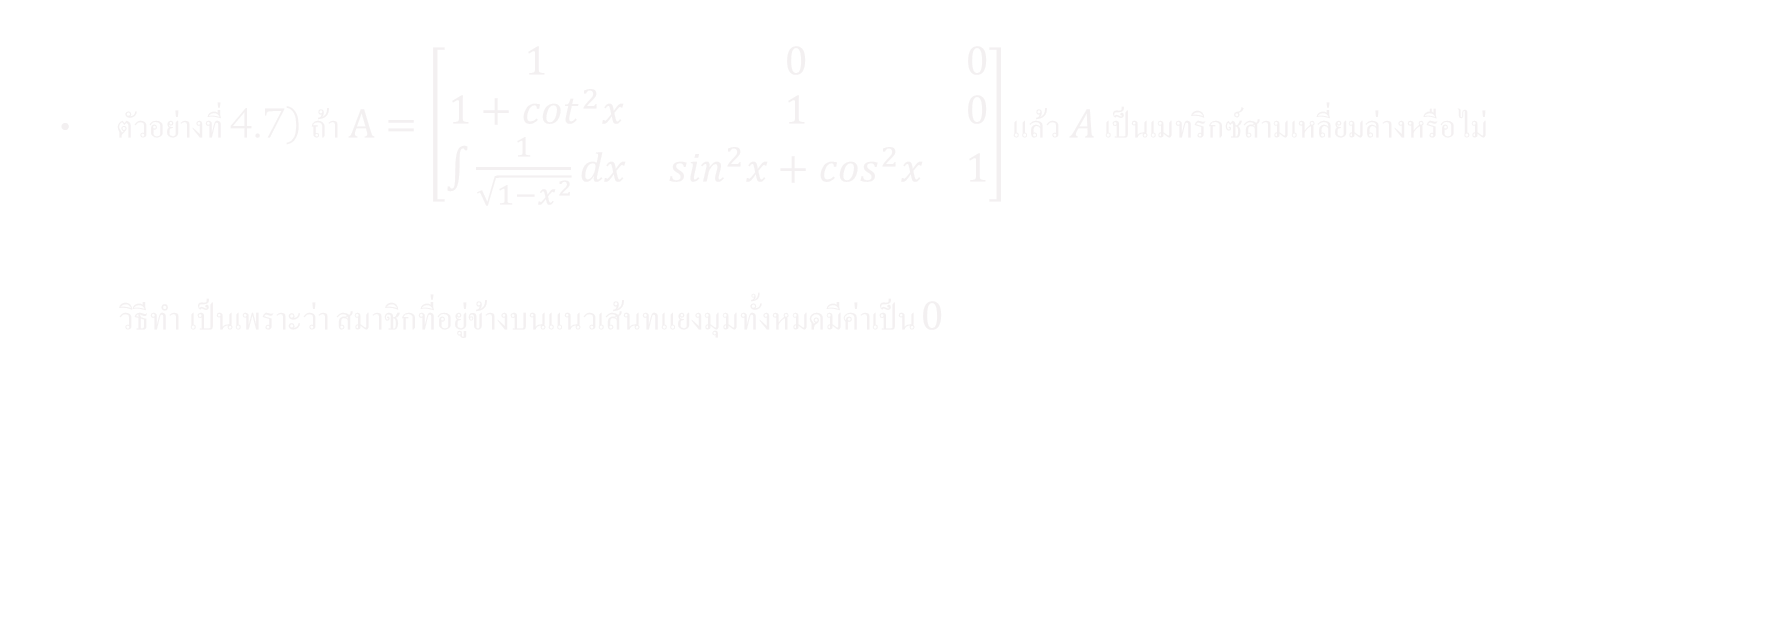 • ตัวอย่างที่ 4.7) ถ้า A = [1 0 0; 1 + cot²x 1 0; ∫ 1/√(1−x²) dx sin²x + cos²x 1] แล้ว A เป็นเมทริกซ์สามเหลี่ยมล่างหรือไม่
วิธีทำ เป็นเพราะว่า สมาชิกที่อยู่ข้างบนแนวเส้นทแยงมุมทั้งหมดมีค่าเป็น 0